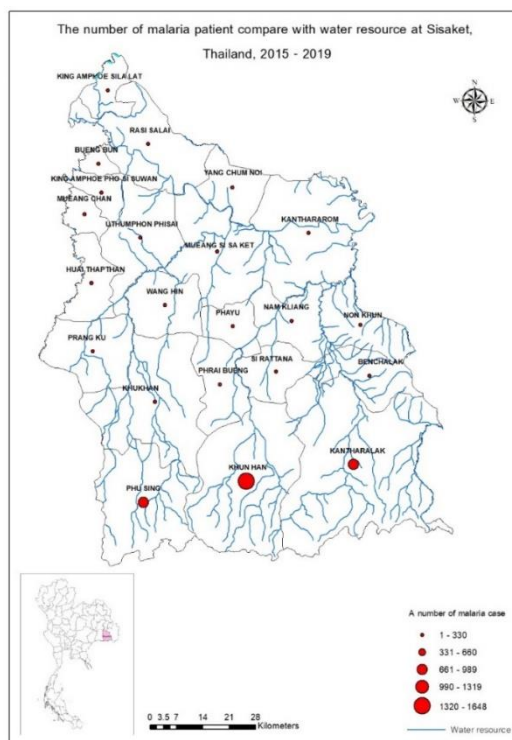 The number of malaria patient compare with water resource at Sisaket,
Thailand, 2015 - 2019
N
W E
S
KING AMPHOE SILA LAT
RASI SALAI
BUENG BUN
YANG CHUM NOI
KING AMPHOE PHO SI SUWAN
MUEANG CHAN
KANTHARAROM
UTHUMPHON PHISAI
MUEANG SI SA KET
HUAI THAPTHAN
WANG HIN
PHAYU
NAM KLIANG
NON KHUN
PRANG KU
SI RATTANA
BENCHALAK
PHRAI BUENG
KHUKHAN
KANTHARALAK
KHUN HAN
PHU SING
A number of malaria case
1 - 330
331 - 660
661 - 989
990 - 1319
1320 - 1648
Water resource
0 3.5 7 14 21 28
Kilometers